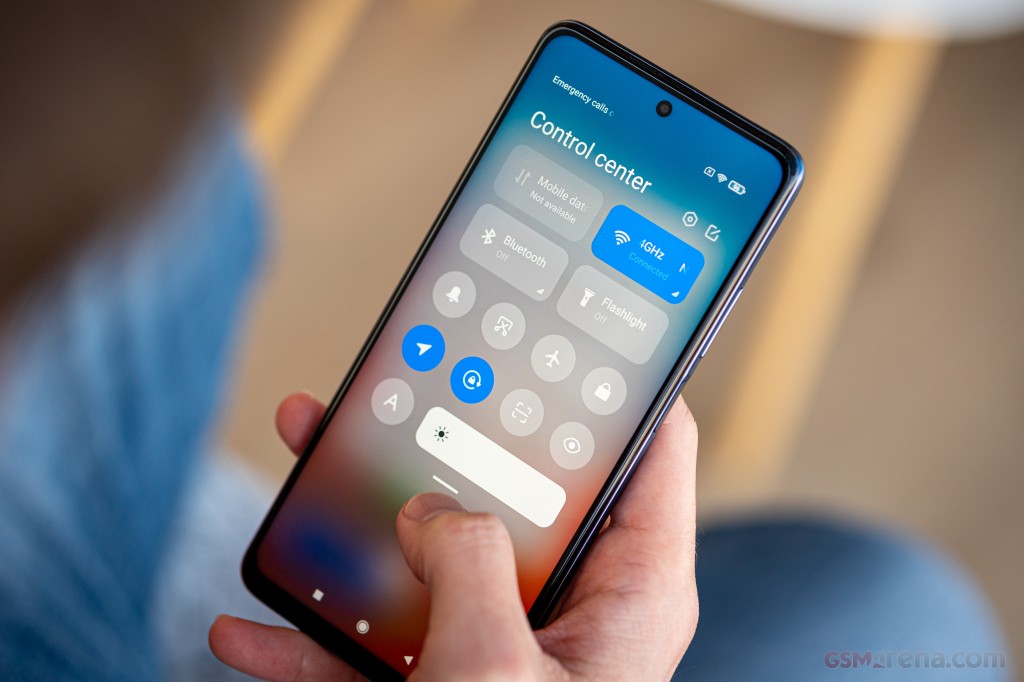 Emergency calls
Control center
Mobile dat
Not available
4GHz N
Connected
Bluetooth
Off
Flashlight
Off
A
GSMarena.com